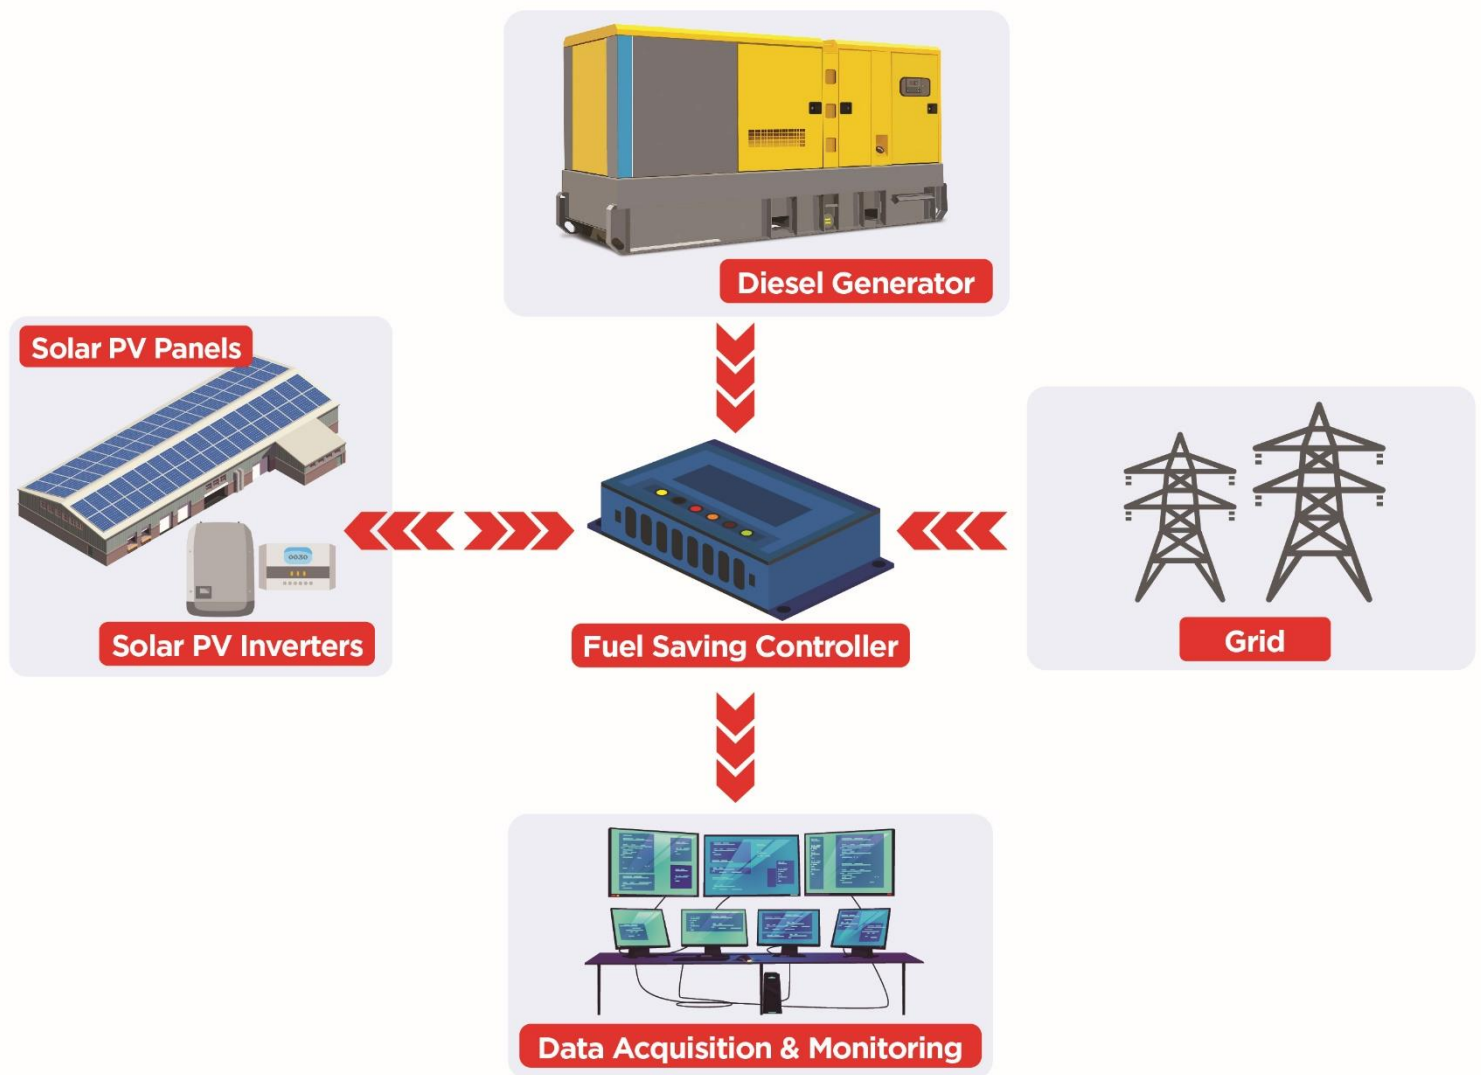 Diesel Generator
Solar PV Panels
Solar PV Inverters
Fuel Saving Controller
Grid
Data Acquisition & Monitoring